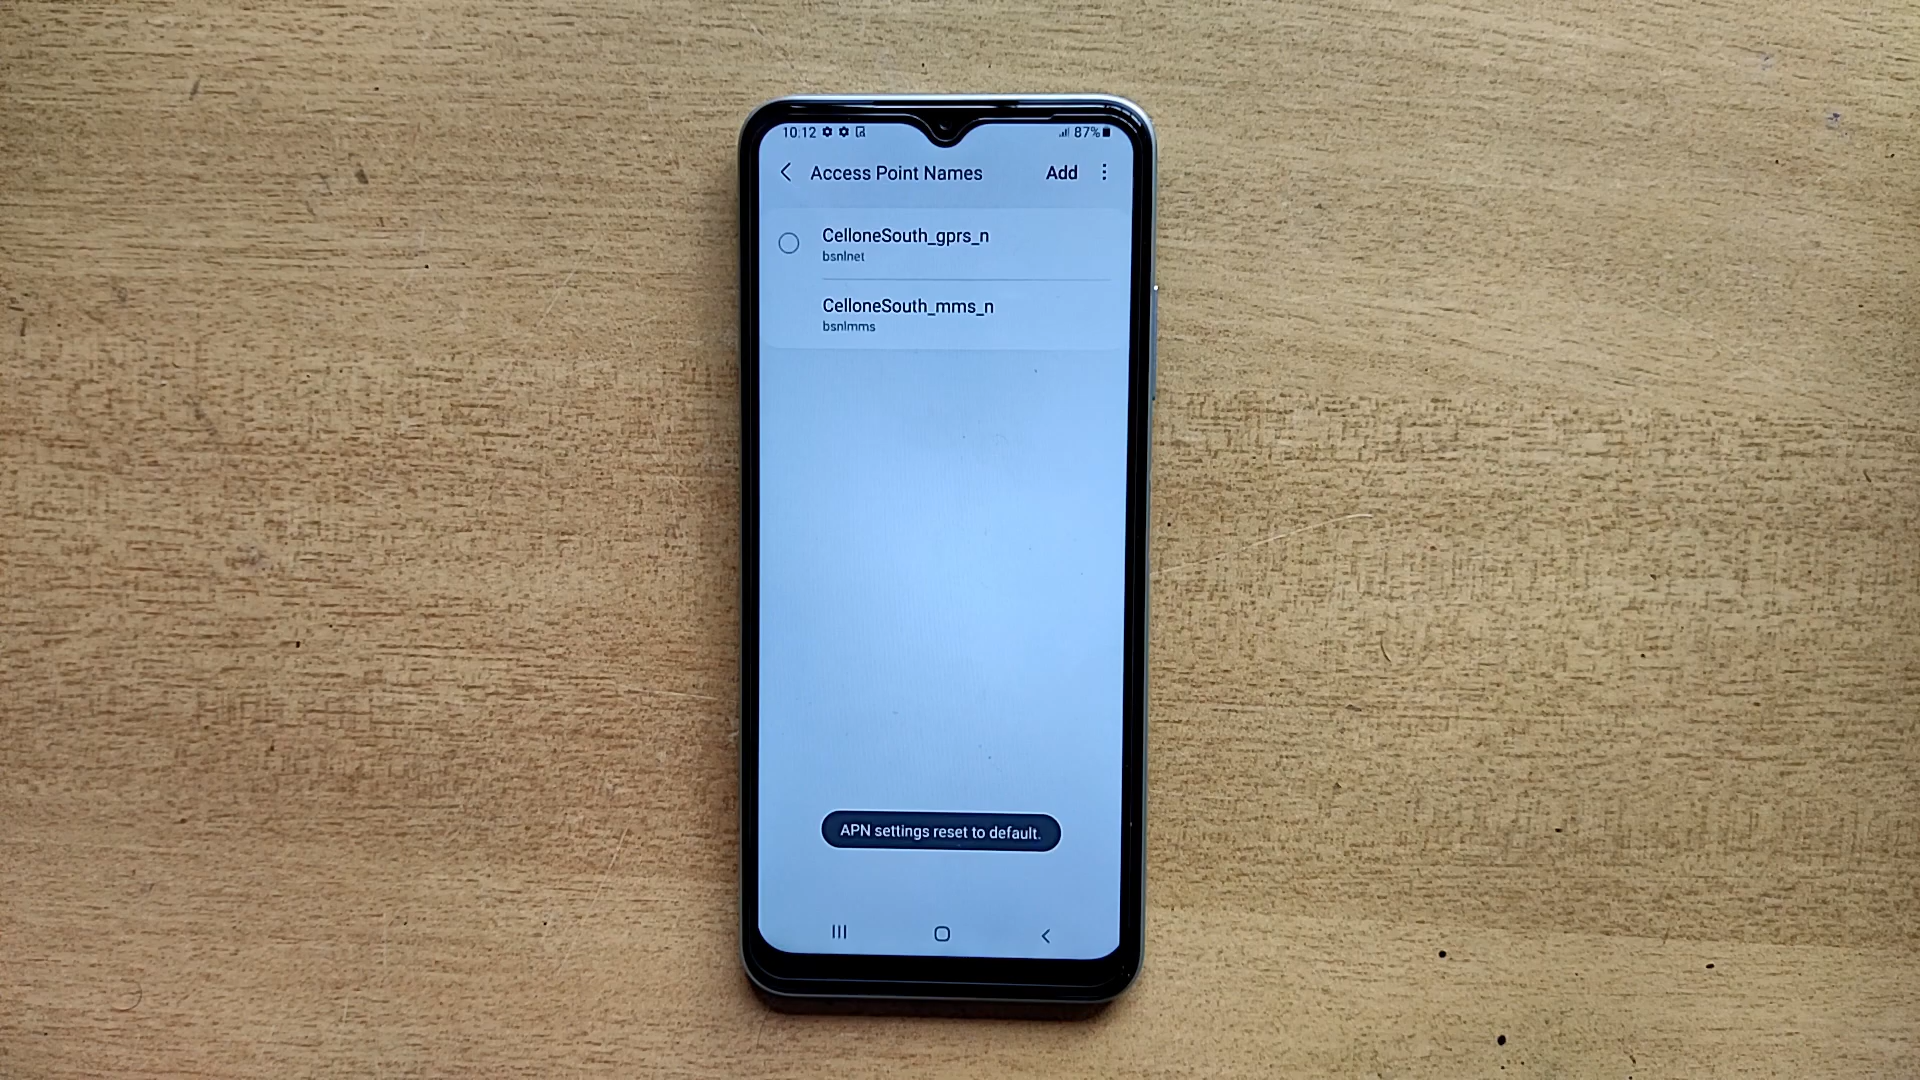 10:12 87%
Access Point Names Add
CelloneSouth_gprs_n
bsnlnet
CelloneSouth_mms_n
bsnlmms
APN settings reset to default.